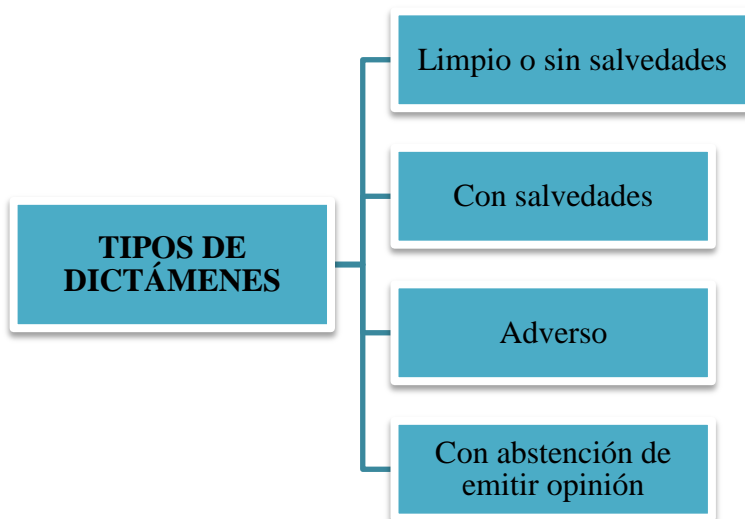 TIPOS DE
DICTÁMENES
Limpio o sin salvedades
Con salvedades
Adverso
Con abstención de
emitir opinión